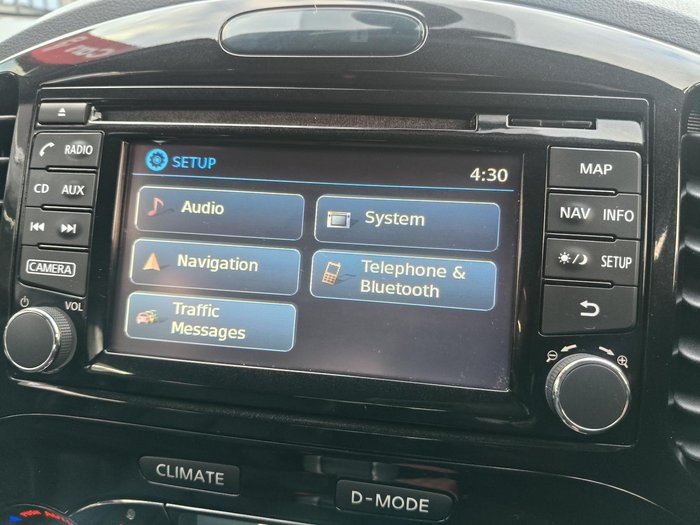 RADIO
CD AUX
CAMERA
VOL
SETUP
4:30
Audio
System
Navigation
Telephone &
Bluetooth
Traffic
Messages
MAP
NAV INFO
SETUP
CLIMATE
D-MODE